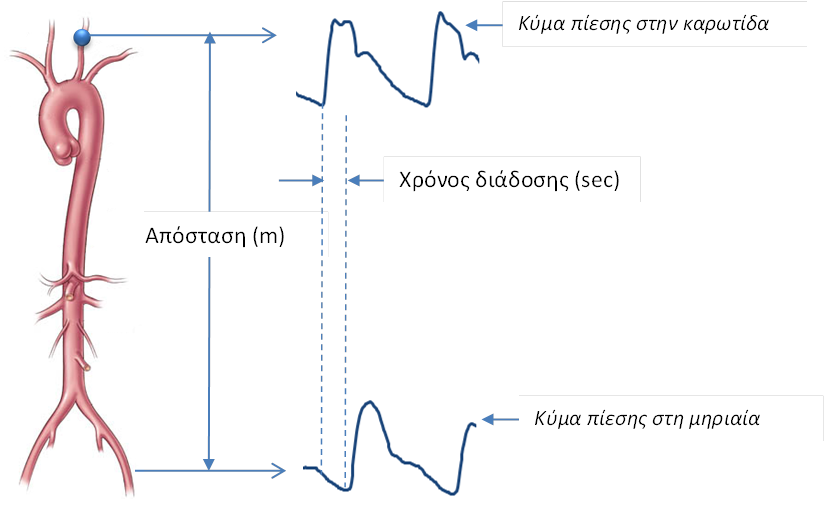 Κύμα πίεσης στην καρωτίδα
Χρόνος διάδοσης (sec)
Απόσταση (m)
Κύμα πίεσης στη μηριαία